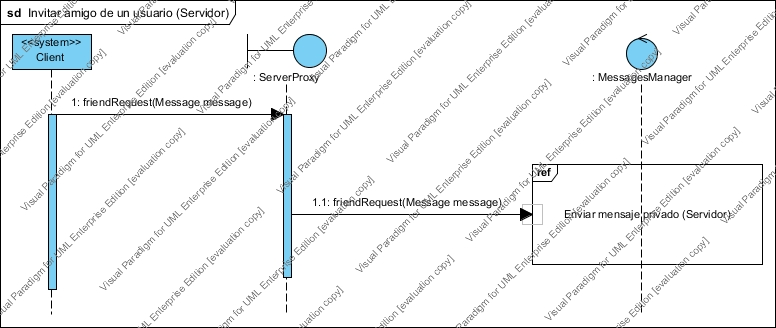 sd Invitar amigo de un usuario (Servidor)
<<system>>
Client
: ServerProxy
: MessagesManager
1: friendRequest(Message message)
ref
1.1: friendRequest(Message message)
Enviar mensaje privado (Servidor)
Visual Paradigm for UML Enterprise Edition [evaluation copy]